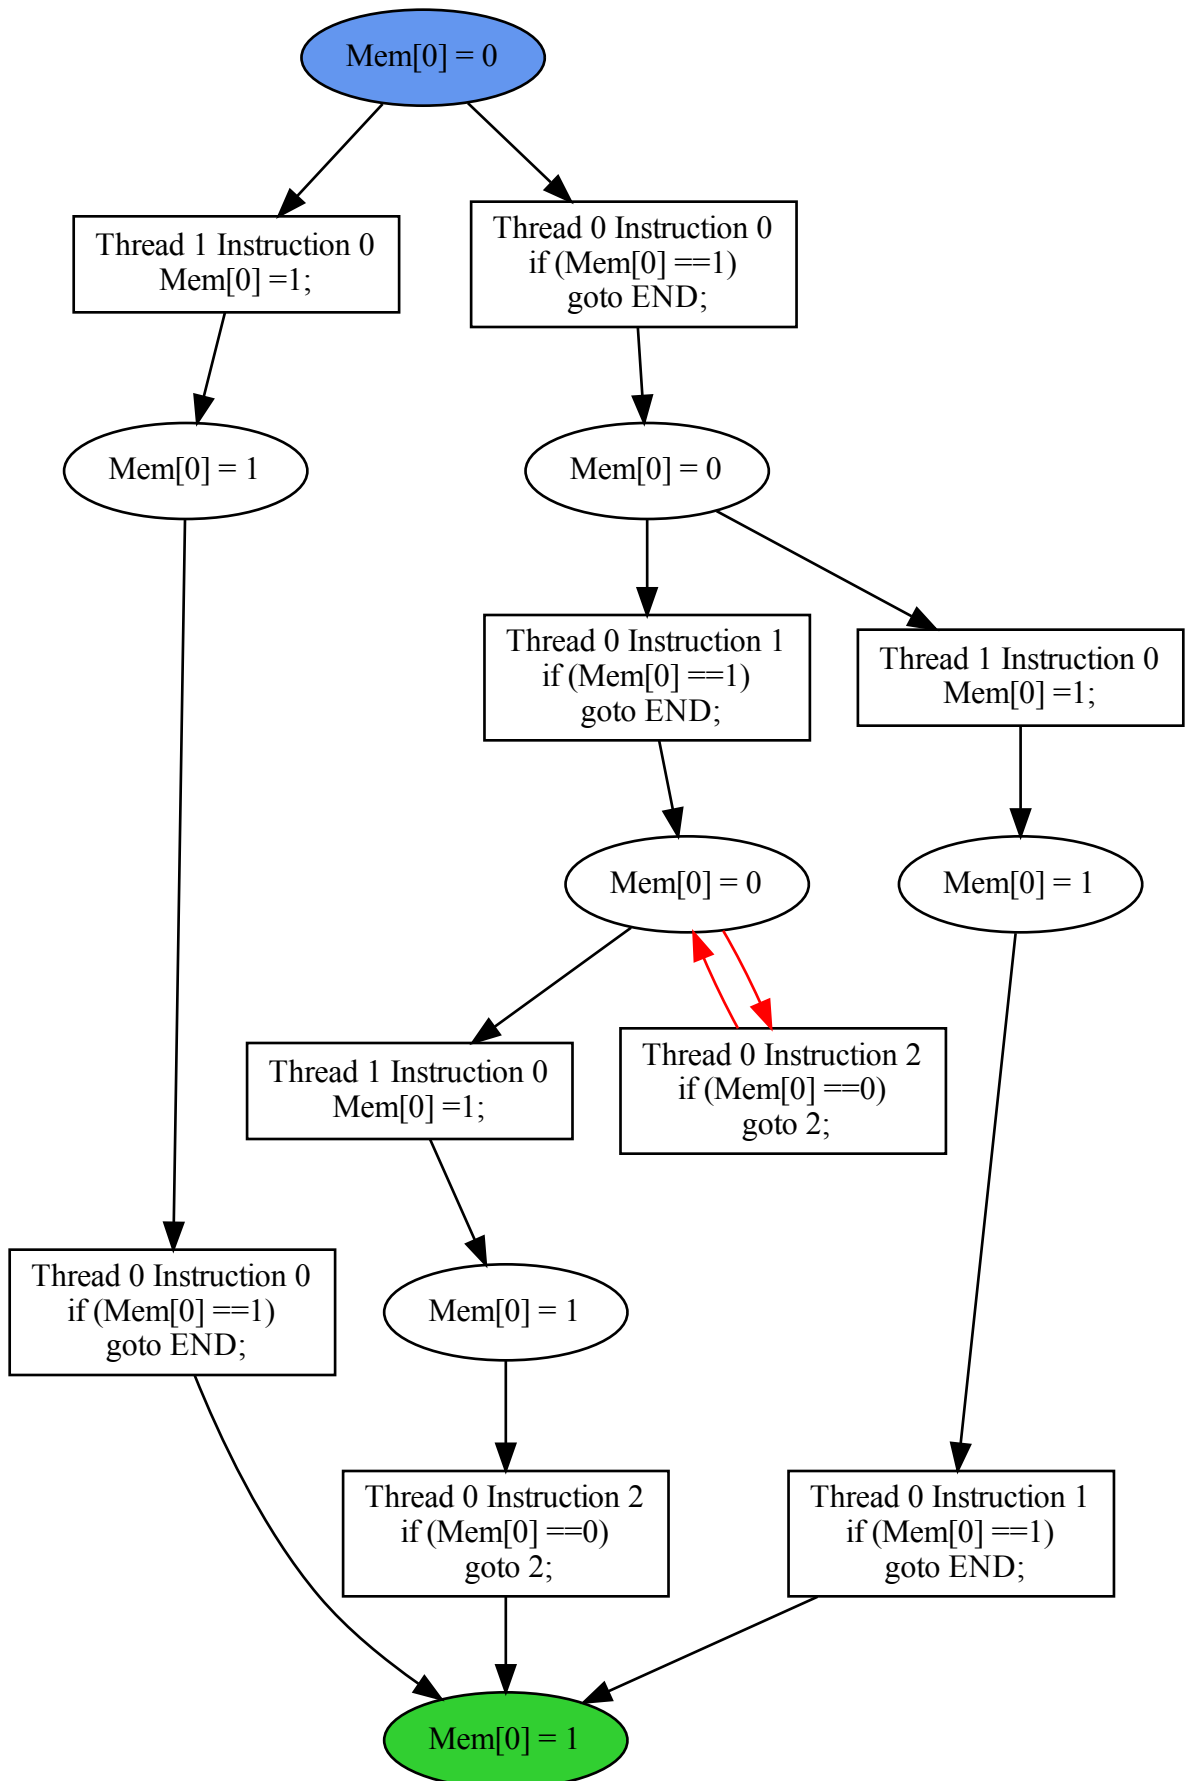 Mem[0] = 0
Thread 1 Instruction 0
Mem[0] =1;
Thread 0 Instruction 0
if (Mem[0] ==1)
goto END;
Mem[0] = 1
Mem[0] = 0
Thread 0 Instruction 1
if (Mem[0] ==1)
goto END;
Thread 1 Instruction 0
Mem[0] =1;
Mem[0] = 0
Mem[0] = 1
Thread 1 Instruction 0
Mem[0] =1;
Thread 0 Instruction 2
if (Mem[0] ==0)
goto 2;
Thread 0 Instruction 0
if (Mem[0] ==1)
goto END;
Mem[0] = 1
Thread 0 Instruction 2
if (Mem[0] ==0)
goto 2;
Thread 0 Instruction 1
if (Mem[0] ==1)
goto END;
Mem[0] = 1